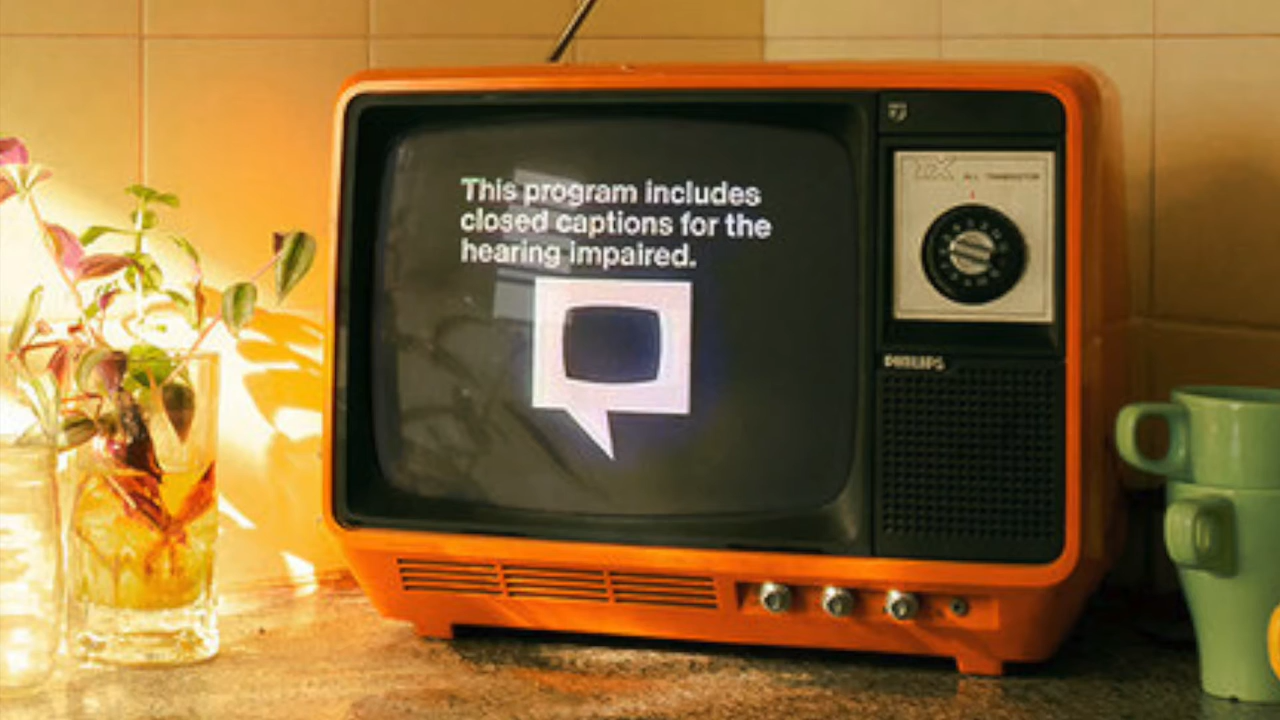 This program includes
closed captions for the
hearing impaired.
PHILIPS